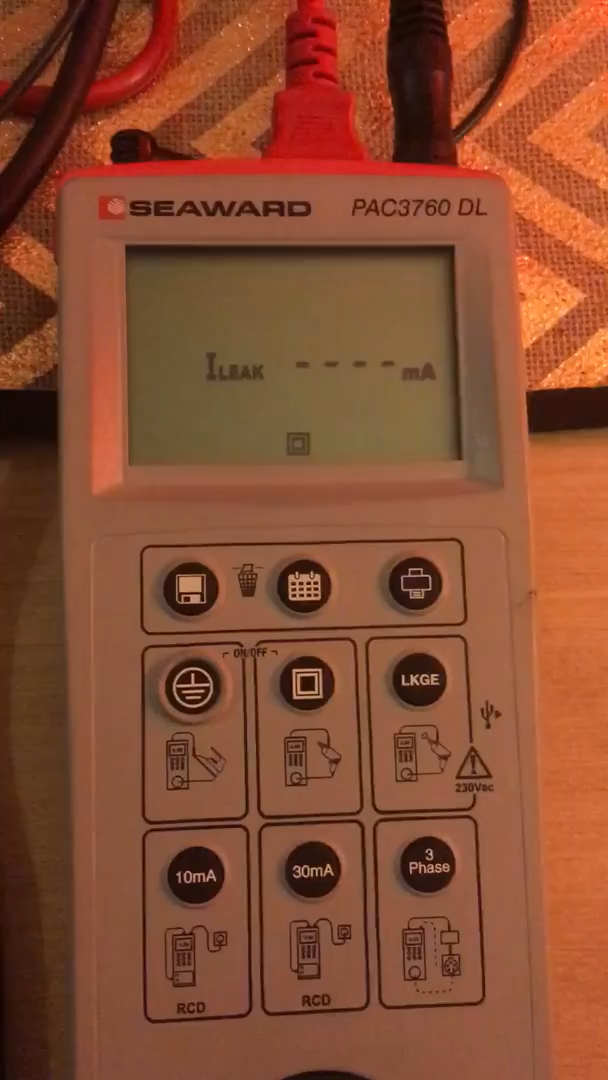 SEAWARD PAC3760 DL
ILEAK ---- mA
ON/OFF
LKGE
230Vac
10mA 30mA 3 Phase
RCD RCD